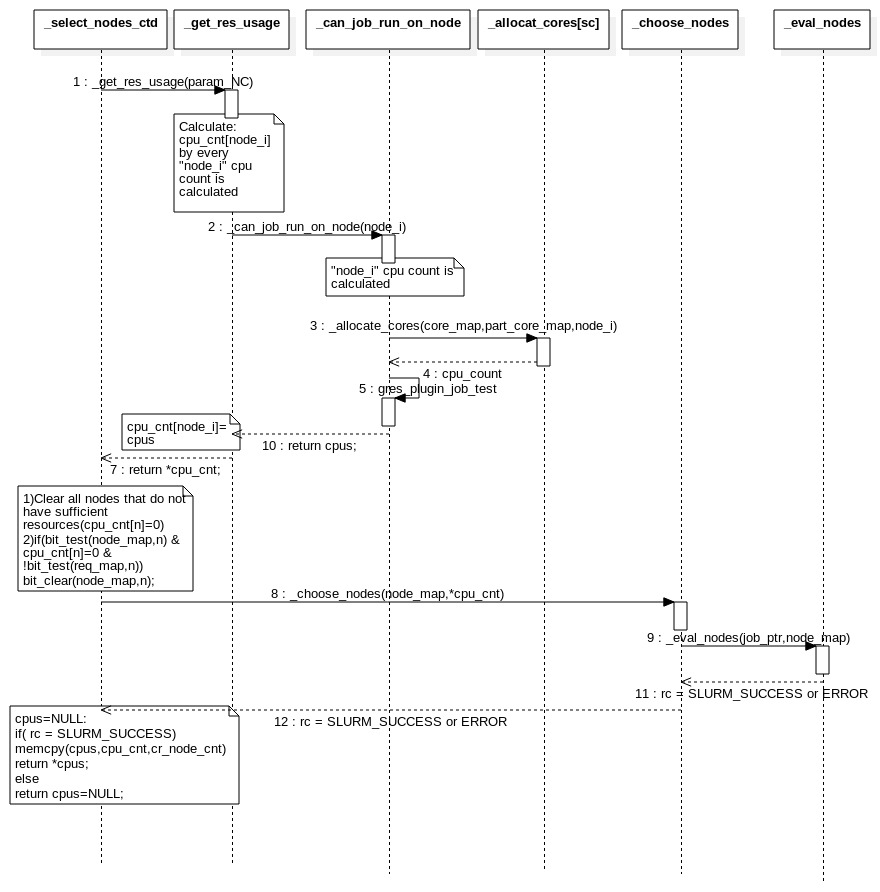 _select_nodes_ctd
_get_res_usage
_can_job_run_on_node
_allocat_cores[sc]
_choose_nodes
_eval_nodes
1 : _get_res_usage(param_NC)
Calculate:
cpu_cnt[node_i]
by every
"node_i" cpu
count is
calculated
2 : _can_job_run_on_node(node_i)
"node_i" cpu count is
calculated
3 : _allocate_cores(core_map,part_core_map,node_i)
4 : cpu_count
5 : gres_plugin_job_test
cpu_cnt[node_i]=
cpus
10 : return cpus;
7 : return *cpu_cnt;
1)Clear all nodes that do not
have sufficient
resources(cpu_cnt[n]=0)
2)if(bit_test(node_map,n) &
cpu_cnt[n]=0 &
!bit_test(req_map,n))
bit_clear(node_map,n);
8 : _choose_nodes(node_map,*cpu_cnt)
9 : _eval_nodes(job_ptr,node_map)
11 : rc = SLURM_SUCCESS or ERROR
12 : rc = SLURM_SUCCESS or ERROR
cpus=NULL:
if( rc = SLURM_SUCCESS)
memcpy(cpus,cpu_cnt,cr_node_cnt)
return *cpus;
else
return cpus=NULL;